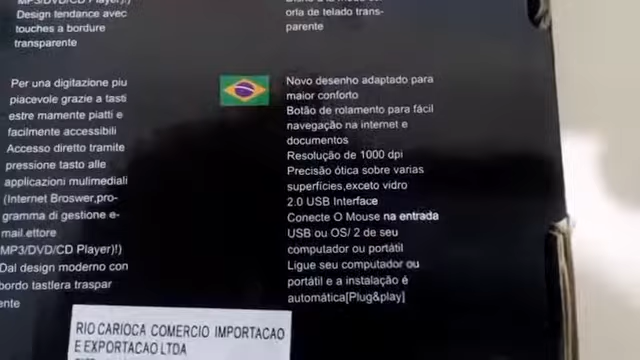 MP3/DVD/CD Player)!)
Design tendance avec
touches a bordure
transparente
orla de telado trans-
parente
Per una digitazione piu
piacevole grazie a tasti
estre mamente piatti e
facilmente accessibili
Accesso diretto tramite
pressione tasto alle
applicazioni mulimediali
(Internet Broswer,pro-
gramma di gestione e-
mail.ettore
MP3/DVD/CD Player)!)
Dal design moderno con
bordo tastlera traspar
ente
Novo desenho adaptado para
maior conforto
Botão de rolamento para fácil
navegação na internet e
documentos
Resolução de 1000 dpi
Precisão ótica sobre varias
superfícies,exceto vidro
2.0 USB Interface
Conecte O Mouse na entrada
USB ou OS/ 2 de seu
computador ou portátil
Ligue seu computador ou
portátil e a instalação é
automática[Plug&play]
RIO CARIOCA COMERCIO IMPORTACAO
E EXPORTACAO LTDA